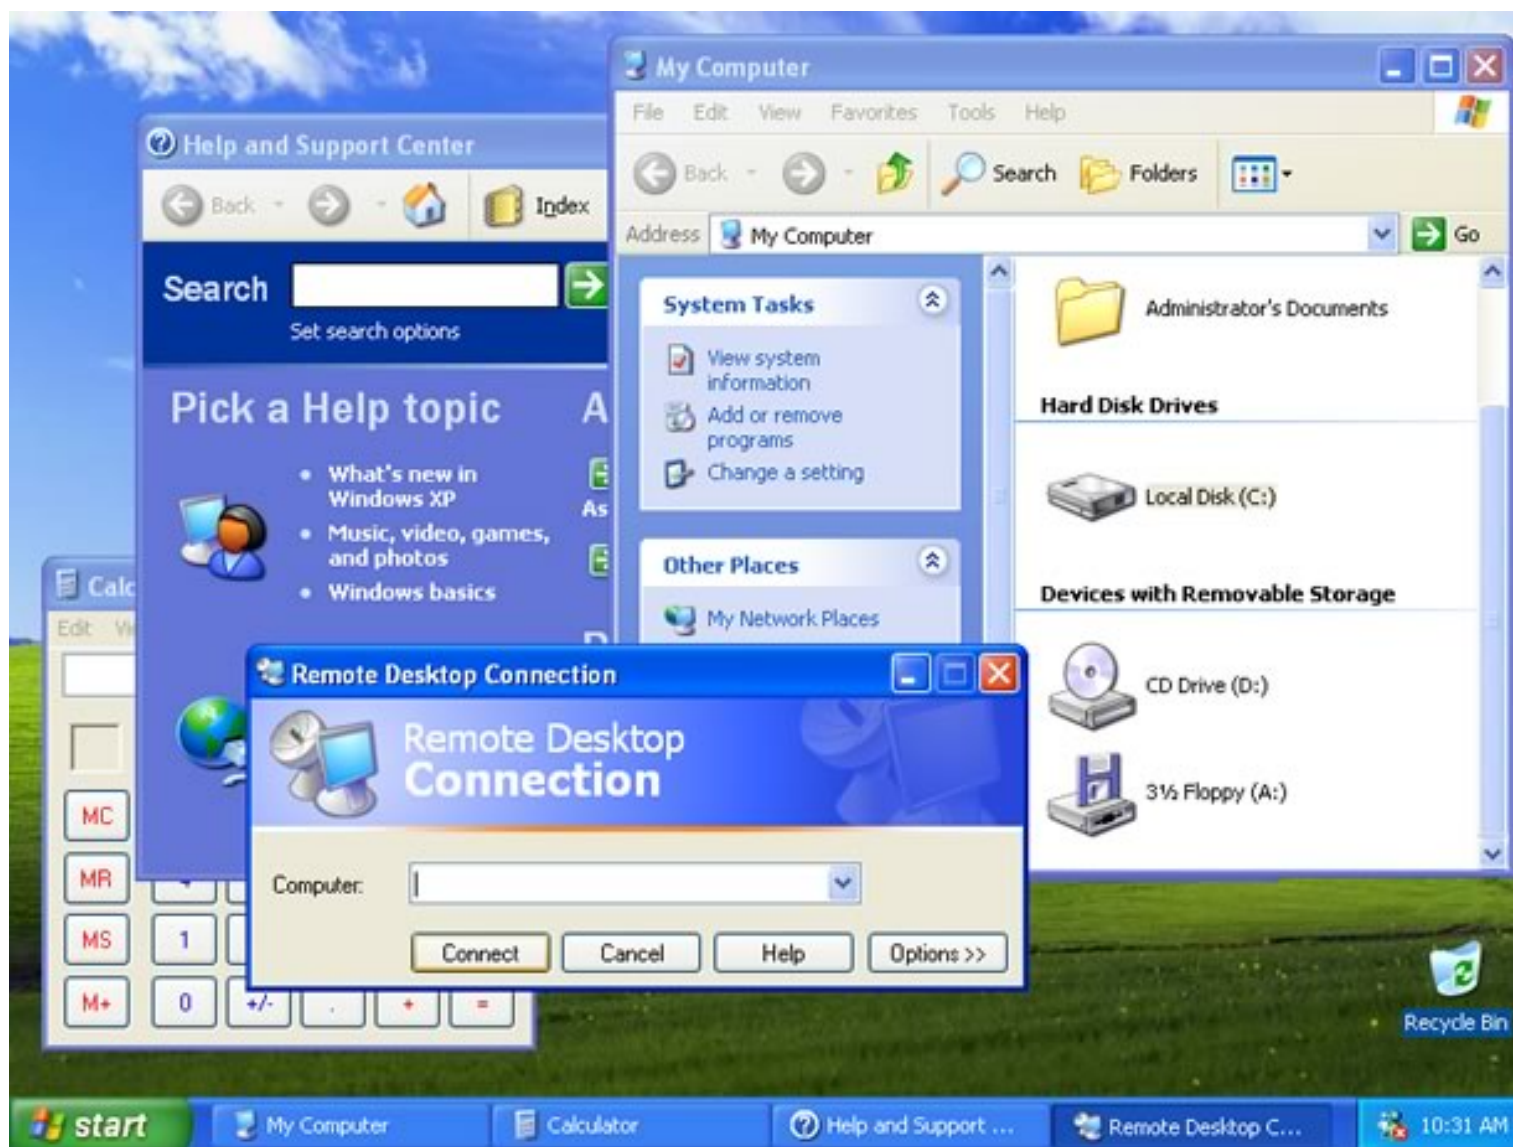 My Computer
File Edit View Favorites Tools Help
Back
Search
Folders
Address
My Computer
Go
System Tasks
View system
information
Add or remove
programs
Change a setting
Other Places
My Network Places
Administrator's Documents
Hard Disk Drives
Local Disk (C:)
Devices with Removable Storage
CD Drive (D:)
3½ Floppy (A:)
Help and Support Center
Back
Index
Search
Set search options
Pick a Help topic
A
What's new in
Windows XP
Music, video, games,
and photos
Windows basics
As
Calc
Edit Vi
MC
MR
MS 1
M+ 0 +/- . + =
Remote Desktop Connection
Remote Desktop
Connection
Computer:
Connect Cancel Help Options >>
Recycle Bin
start
My Computer
Calculator
Help and Support ...
Remote Desktop C...
10:31 AM